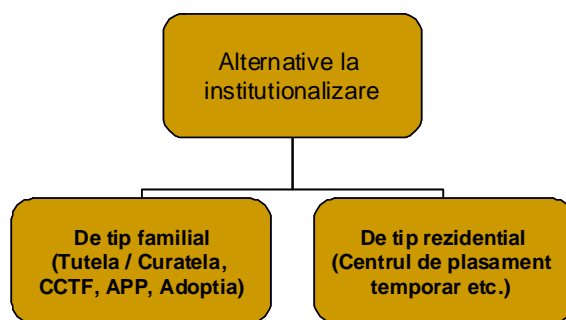 Alternative la
institutionalizare
De tip familial
(Tutela / Curatela,
CCTF, APP, Adoptia)
De tip rezidential
(Centrul de plasament
temporar etc.)